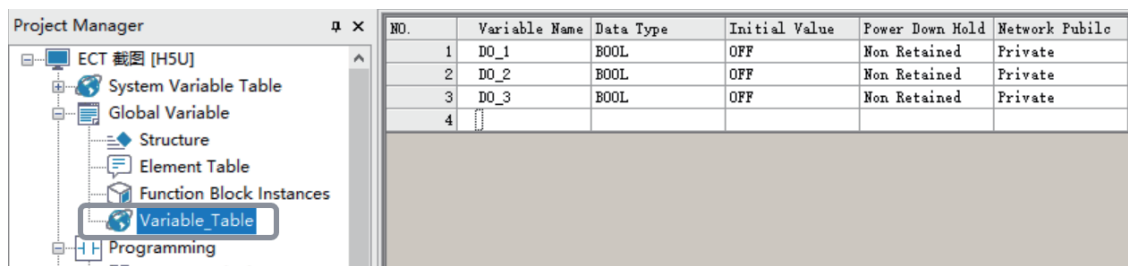 Project Manager
ECT 截图 [H5U]
System Variable Table
Global Variable
Structure
Element Table
Function Block Instances
Variable_Table
Programming
NO. Variable Name Data Type Initial Value Power Down Hold Network Pubilc
1 DO_1 BOOL OFF Non Retained Private
2 DO_2 BOOL OFF Non Retained Private
3 DO_3 BOOL OFF Non Retained Private
4